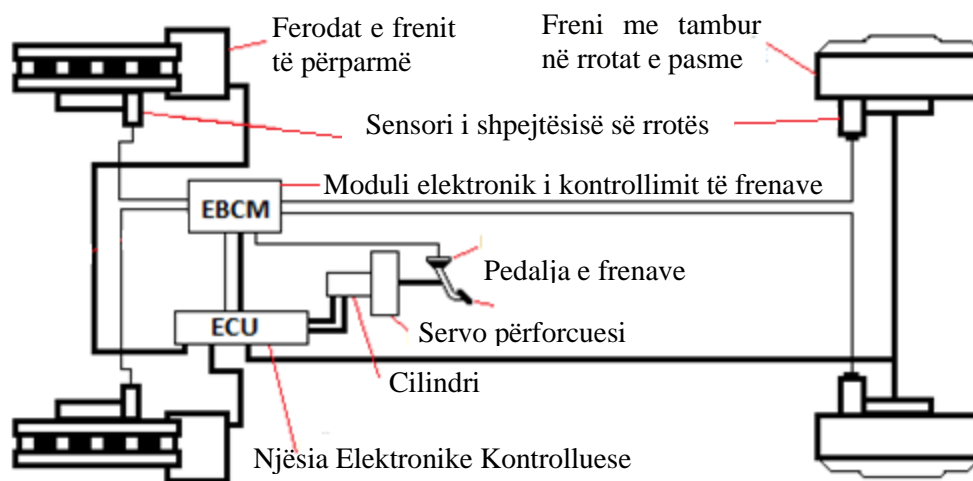 Ferodat e frenit
të përparmë
Freni me tambur
në rrotat e pasme
Sensori i shpejtësisë së rrotës
Moduli elektronik i kontrollimit të frenave
EBCM
Pedalja e frenave
ECU
Servo përforcuesi
Cilindri
Njësia Elektronike Kontrolluese